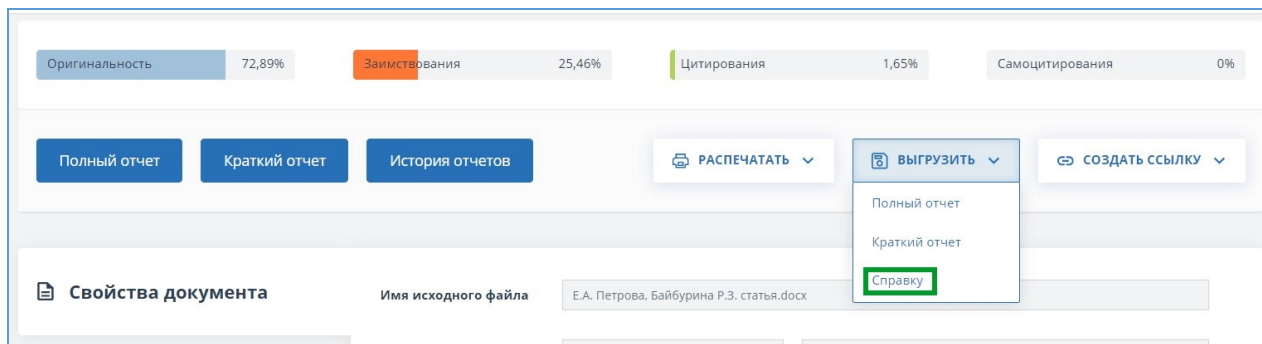 Оригинальность 72,89% Заимствования 25,46% Цитирования 1,65% Самоцитирования 0%
Полный отчет Краткий отчет История отчетов РАСПЕЧАТАТЬ ВЫГРУЗИТЬ СОЗДАТЬ ССЫЛКУ
Полный отчет
Краткий отчет
Справку
Свойства документа Имя исходного файла Е.А. Петрова, Байбурина Р.З. статья.docx